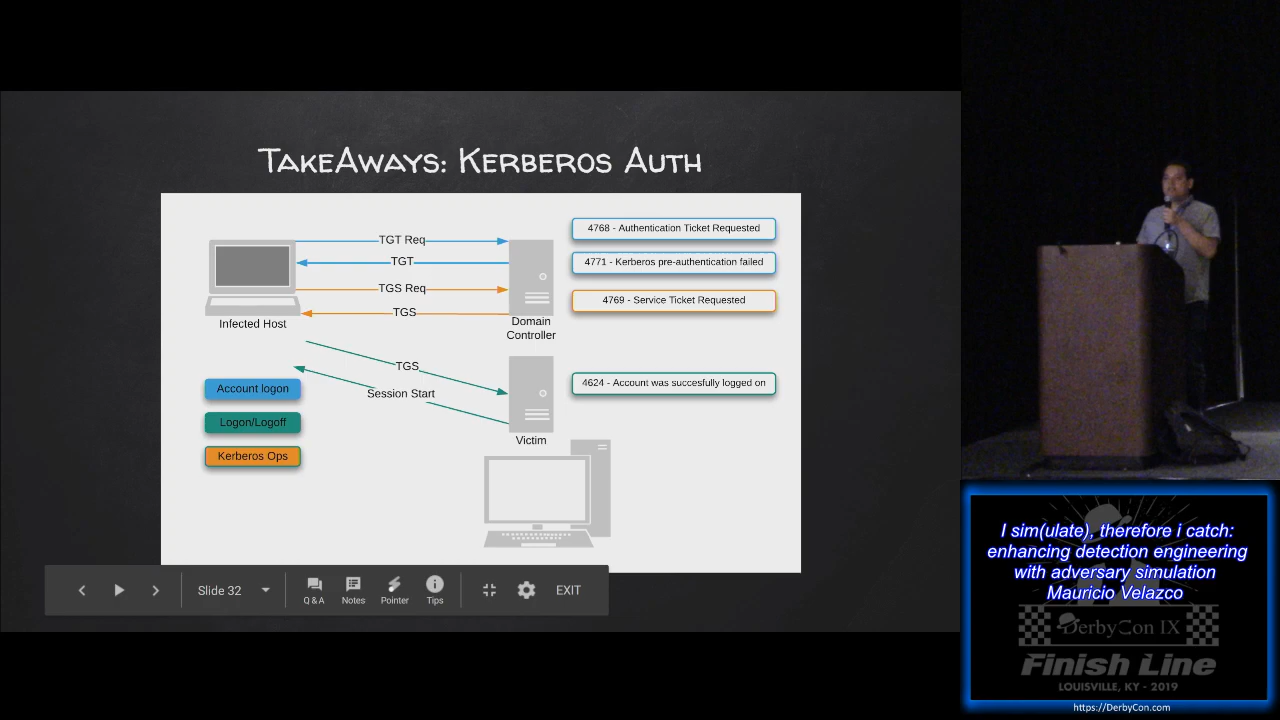 TakeAways: Kerberos Auth
TGT Req
TGT
TGS Req
TGS
Infected Host
Domain
Controller
4768 - Authentication Ticket Requested
4771 - Kerberos pre-authentication failed
4769 - Service Ticket Requested
TGS
Session Start
4624 - Account was succesfully logged on
Account logon
Logon/Logoff
Kerberos Ops
Victim
Slide 32
Q & A
Notes
Pointer
Tips
EXIT
I sim(ulate), therefore i catch:
enhancing detection engineering
with adversary simulation
Mauricio Velazco
DerbyCon IX
Finish Line
LOUISVILLE, KY - 2019
https://DerbyCon.com